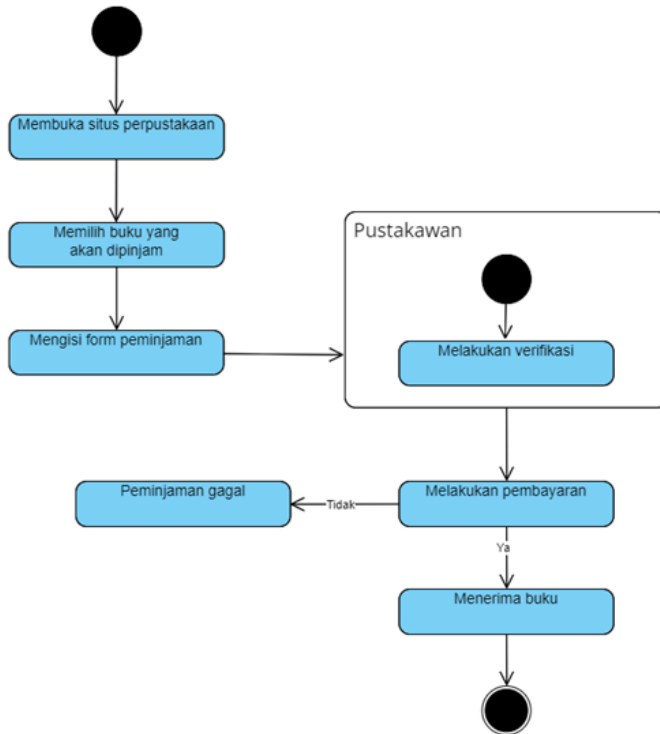 Membuka situs perpustakaan
Memilih buku yang
akan dipinjam
Mengisi form peminjaman
Pustakawan
Melakukan verifikasi
Peminjaman gagal
Tidak
Melakukan pembayaran
Ya
Menerima buku